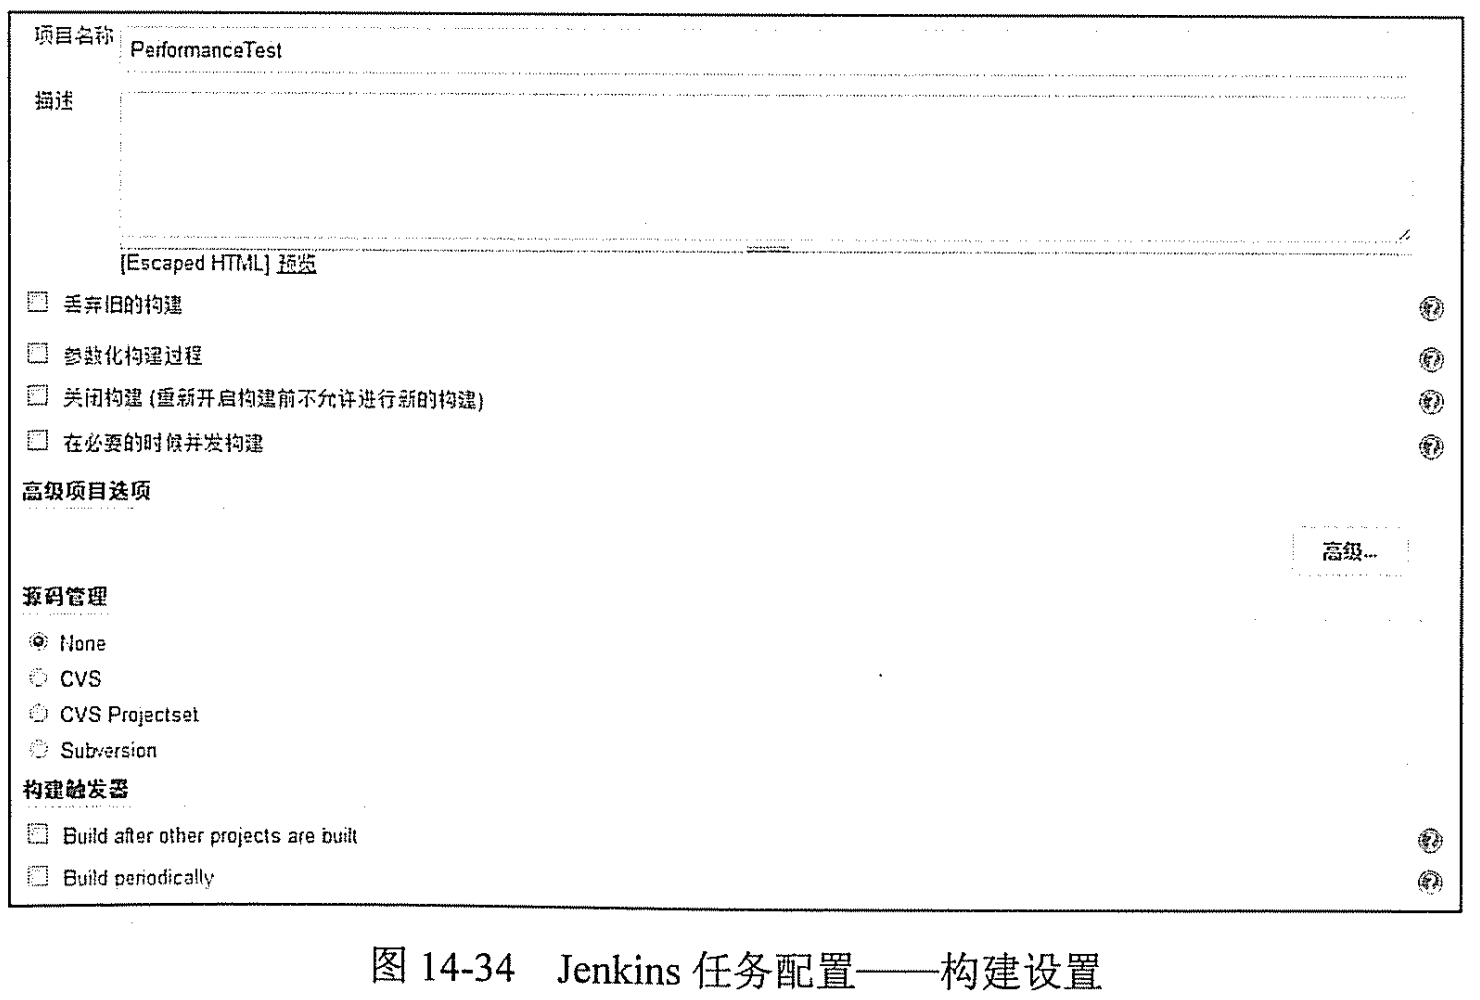 项目名称
PerformanceTest
描述
[Escaped HTML] 预览
丢弃旧的构建
参数化构建过程
关闭构建 (重新开启构建前不允许进行新的构建)
在必要的时候并发构建
高级项目选项
高级...
源码管理
None
CVS
CVS Projectset
Subversion
构建触发器
Build after other projects are built
Build periodically
图 14-34 Jenkins 任务配置——构建设置